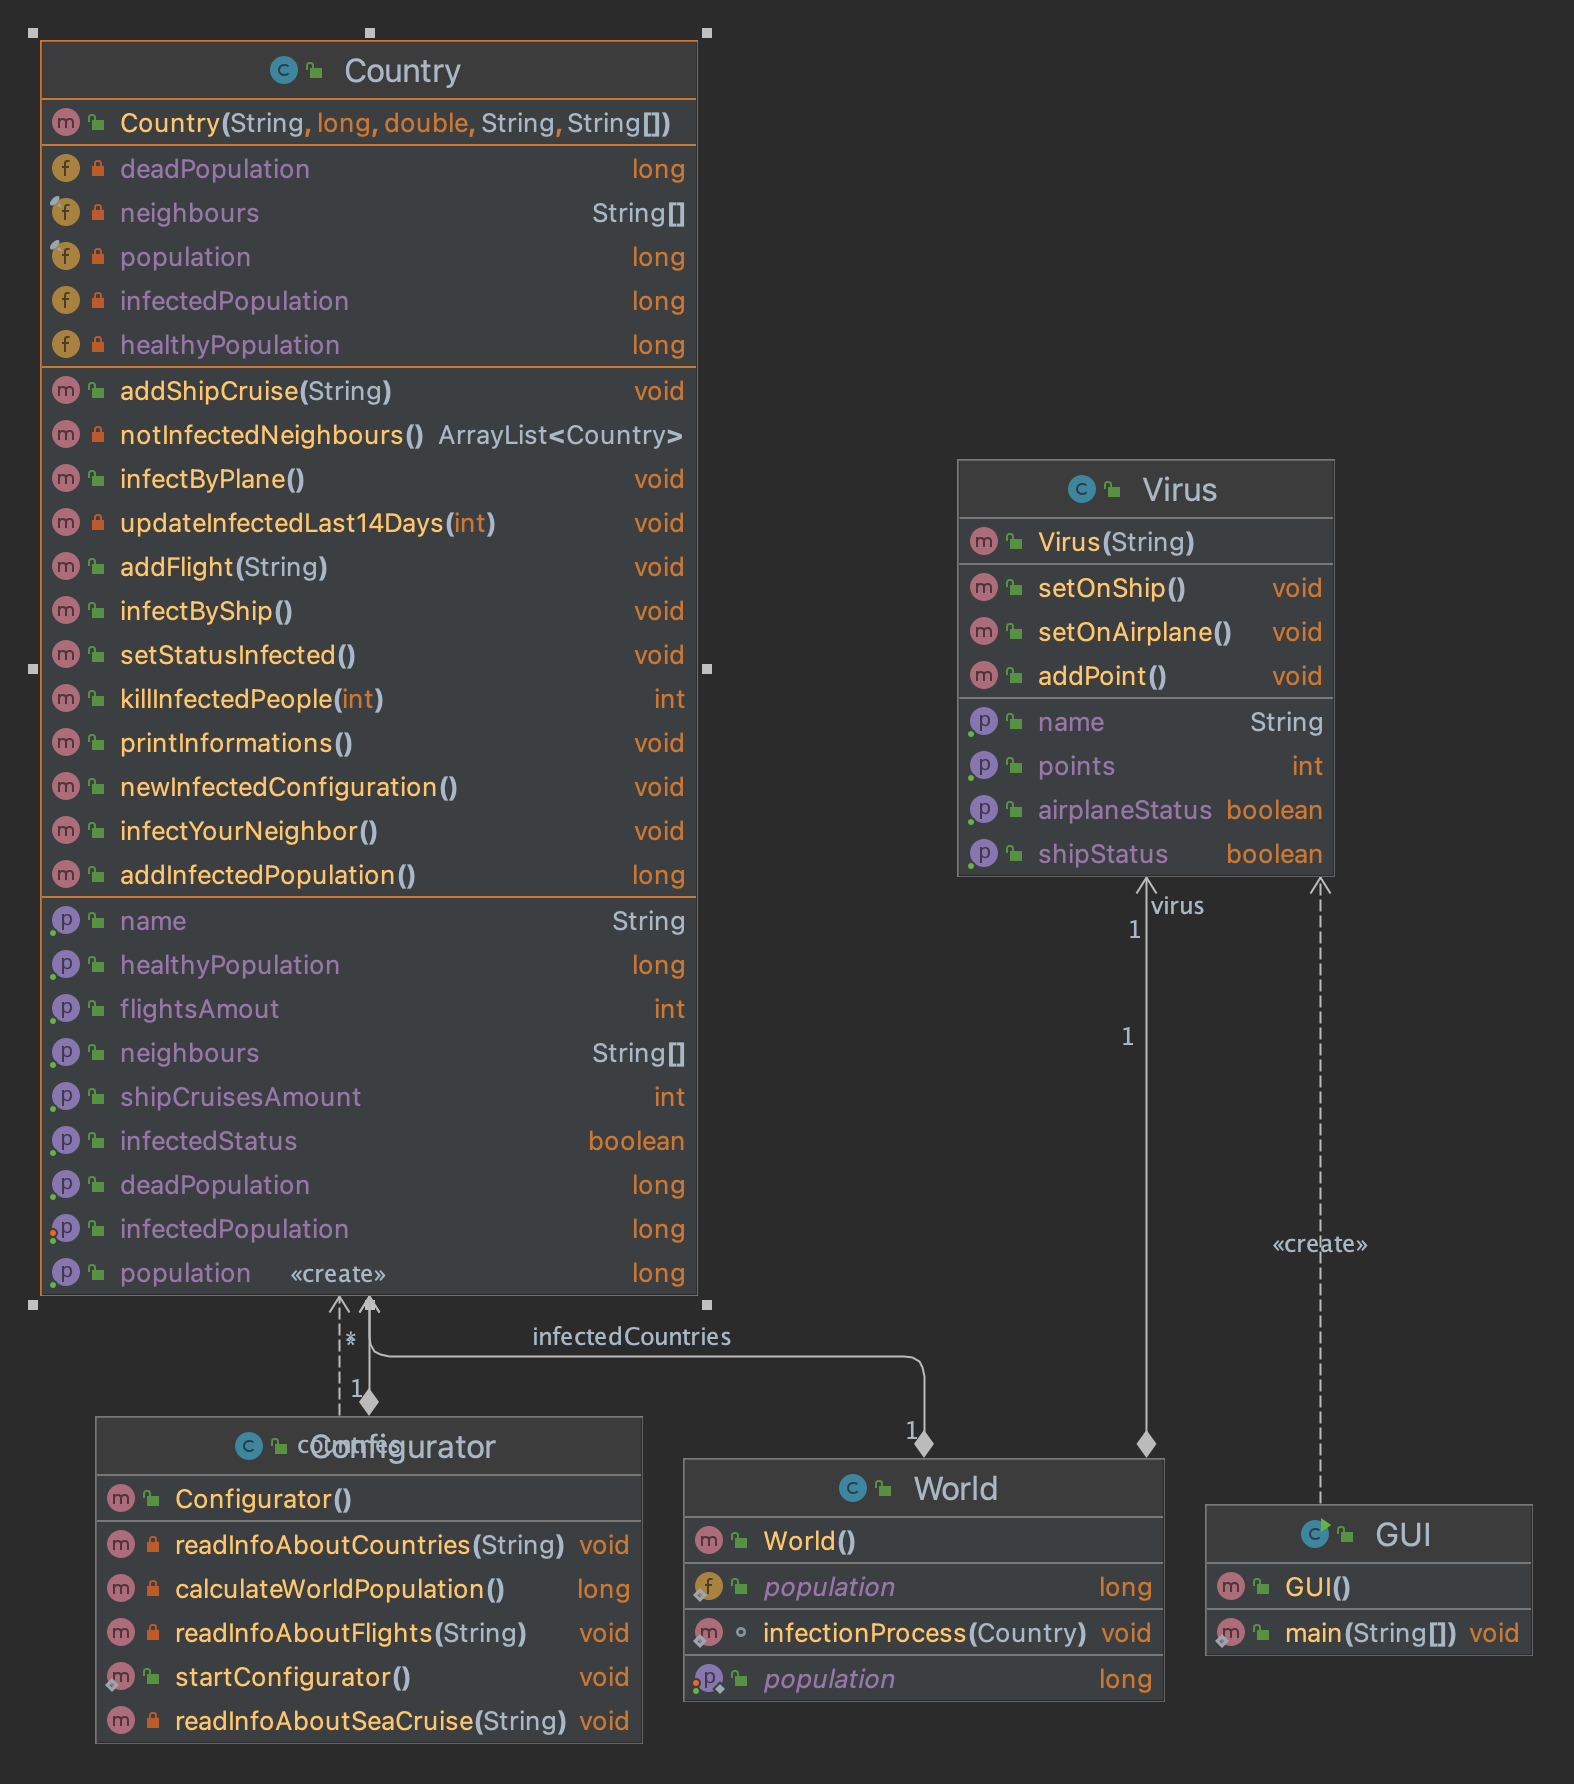 Country
Country(String, long, double, String, String[])
deadPopulation long
neighbours String[]
population long
infectedPopulation long
healthyPopulation long
addShipCruise(String) void
notInfectedNeighbours() ArrayList<Country>
infectByPlane() void
updateInfectedLast14Days(int) void
addFlight(String) void
infectByShip() void
setStatusInfected() void
killInfectedPeople(int) int
printInformations() void
newInfectedConfiguration() void
infectYourNeighbor() void
addInfectedPopulation() long
name String
healthyPopulation long
flightsAmout int
neighbours String[]
shipCruisesAmount int
infectedStatus boolean
deadPopulation long
infectedPopulation long
population long
«create»
Virus
Virus(String)
setOnShip() void
setOnAirplane() void
addPoint() void
name String
points int
airplaneStatus boolean
shipStatus boolean
virus
1
1
«create»
*
infectedCountries
1
1
countries
Configurator
Configurator()
readInfoAboutCountries(String) void
calculateWorldPopulation() long
readInfoAboutFlights(String) void
startConfigurator() void
readInfoAboutSeaCruise(String) void
World
World()
population long
infectionProcess(Country) void
population long
GUI
GUI()
main(String[]) void